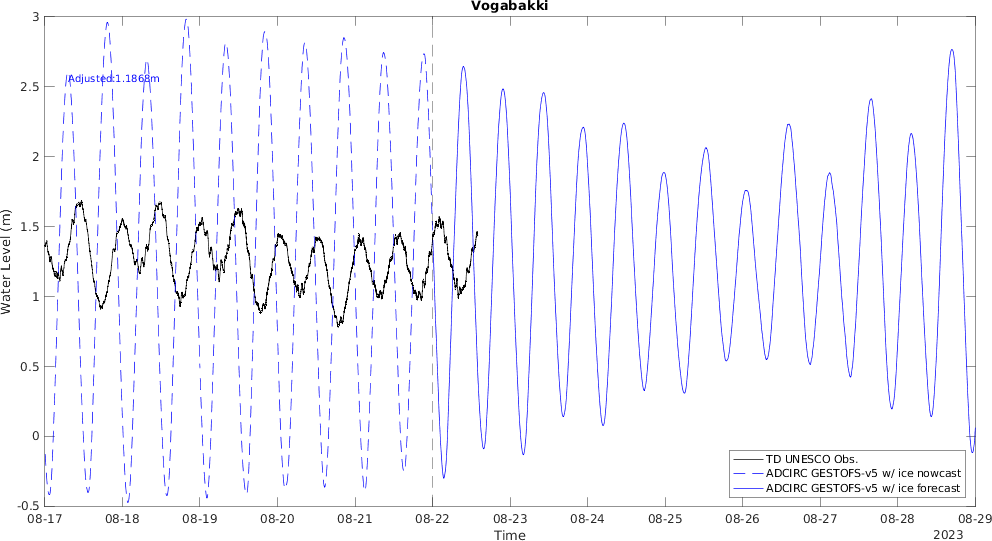 Vogabakki
3
2.5
2
1.5
1
0.5
0
-0.5
Water Level (m)
Adjusted:1.1868m
TD UNESCO Obs.
ADCIRC GESTOFS-v5 w/ ice nowcast
ADCIRC GESTOFS-v5 w/ ice forecast
08-17 08-18 08-19 08-20 08-21 08-22 08-23 08-24 08-25 08-26 08-27 08-28 08-29
Time
2023